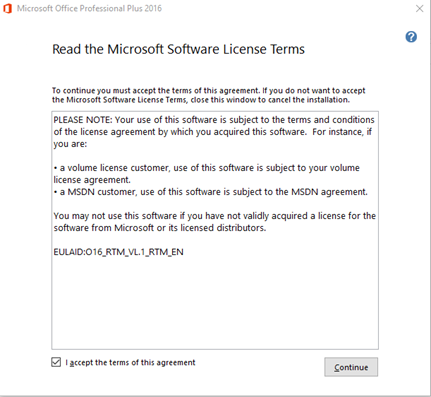 Microsoft Office Professional Plus 2016
Read the Microsoft Software License Terms
To continue you must accept the terms of this agreement. If you do not want to accept
the Microsoft Software License Terms, close this window to cancel the installation.
PLEASE NOTE: Your use of this software is subject to the terms and conditions
of the license agreement by which you acquired this software.  For instance, if
you are:
• a volume license customer, use of this software is subject to your volume
license agreement.
• a MSDN customer, use of this software is subject to the MSDN agreement.
You may not use this software if you have not validly acquired a license for the
software from Microsoft or its licensed distributors.
EULAID:O16_RTM_VL.1_RTM_EN
I accept the terms of this agreement
Continue